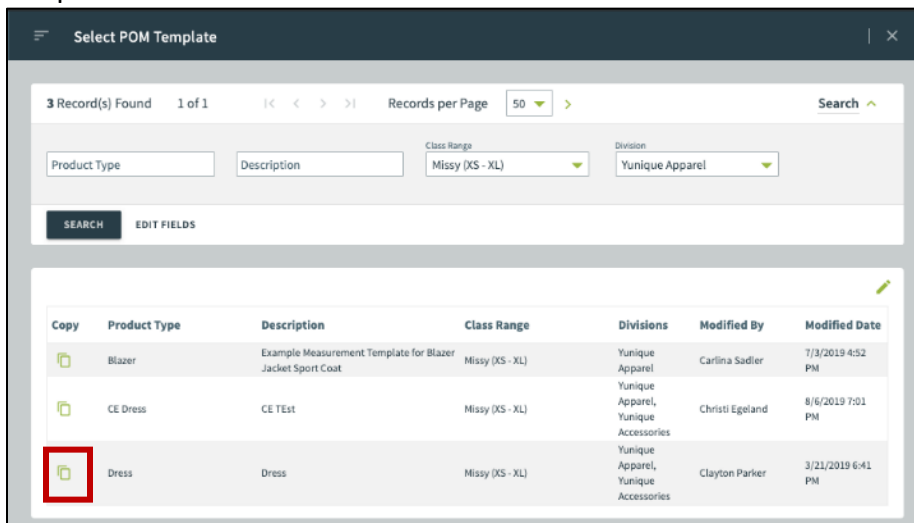 Select POM Template
3 Record(s) Found 1 of 1 Records per Page 50 Search
Class Range Division
Product Type Description Missy (XS - XL) Yunique Apparel
SEARCH EDIT FIELDS
Copy Product Type Description Class Range Divisions Modified By Modified Date
Blazer Example Measurement Template for Blazer Jacket Sport Coat Missy (XS - XL) Yunique Apparel Carlina Sadler 7/3/2019 4:52 PM
CE Dress CE TEst Missy (XS - XL) Yunique Apparel, Yunique Accessories Christi Egeland 8/6/2019 7:01 PM
Dress Dress Missy (XS - XL) Yunique Apparel, Yunique Accessories Clayton Parker 3/21/2019 6:41 PM